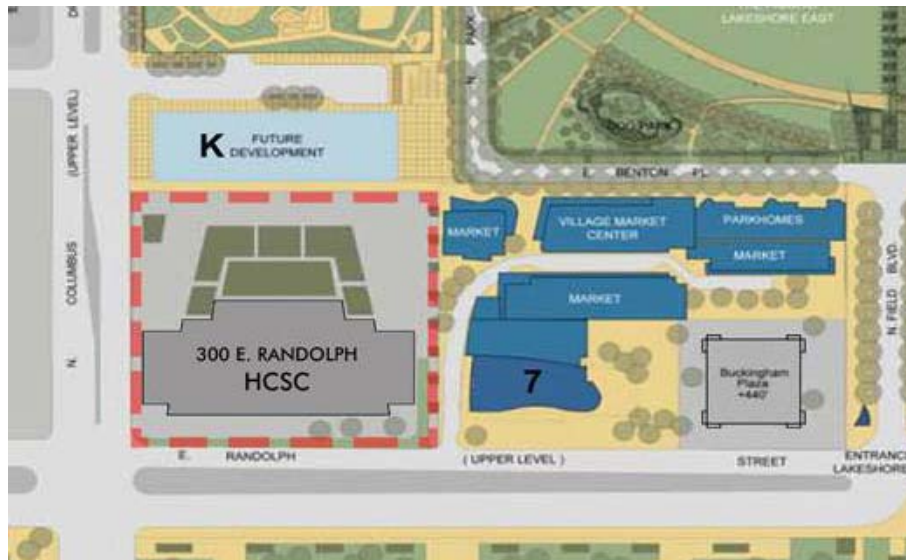 LAKESHORE EAST
N. PARK
DOG PARK
(UPPER LEVEL)
COLUMBUS
N.
K
FUTURE
DEVELOPMENT
E. BENTON PL.
MARKET
VILLAGE MARKET
CENTER
PARKHOMES
MARKET
MARKET
N. FIELD BLVD.
300 E. RANDOLPH
HCSC
7
Buckingham
Plaza
+440'
E. RANDOLPH
( UPPER LEVEL )
STREET
ENTRANCE
LAKESHORE